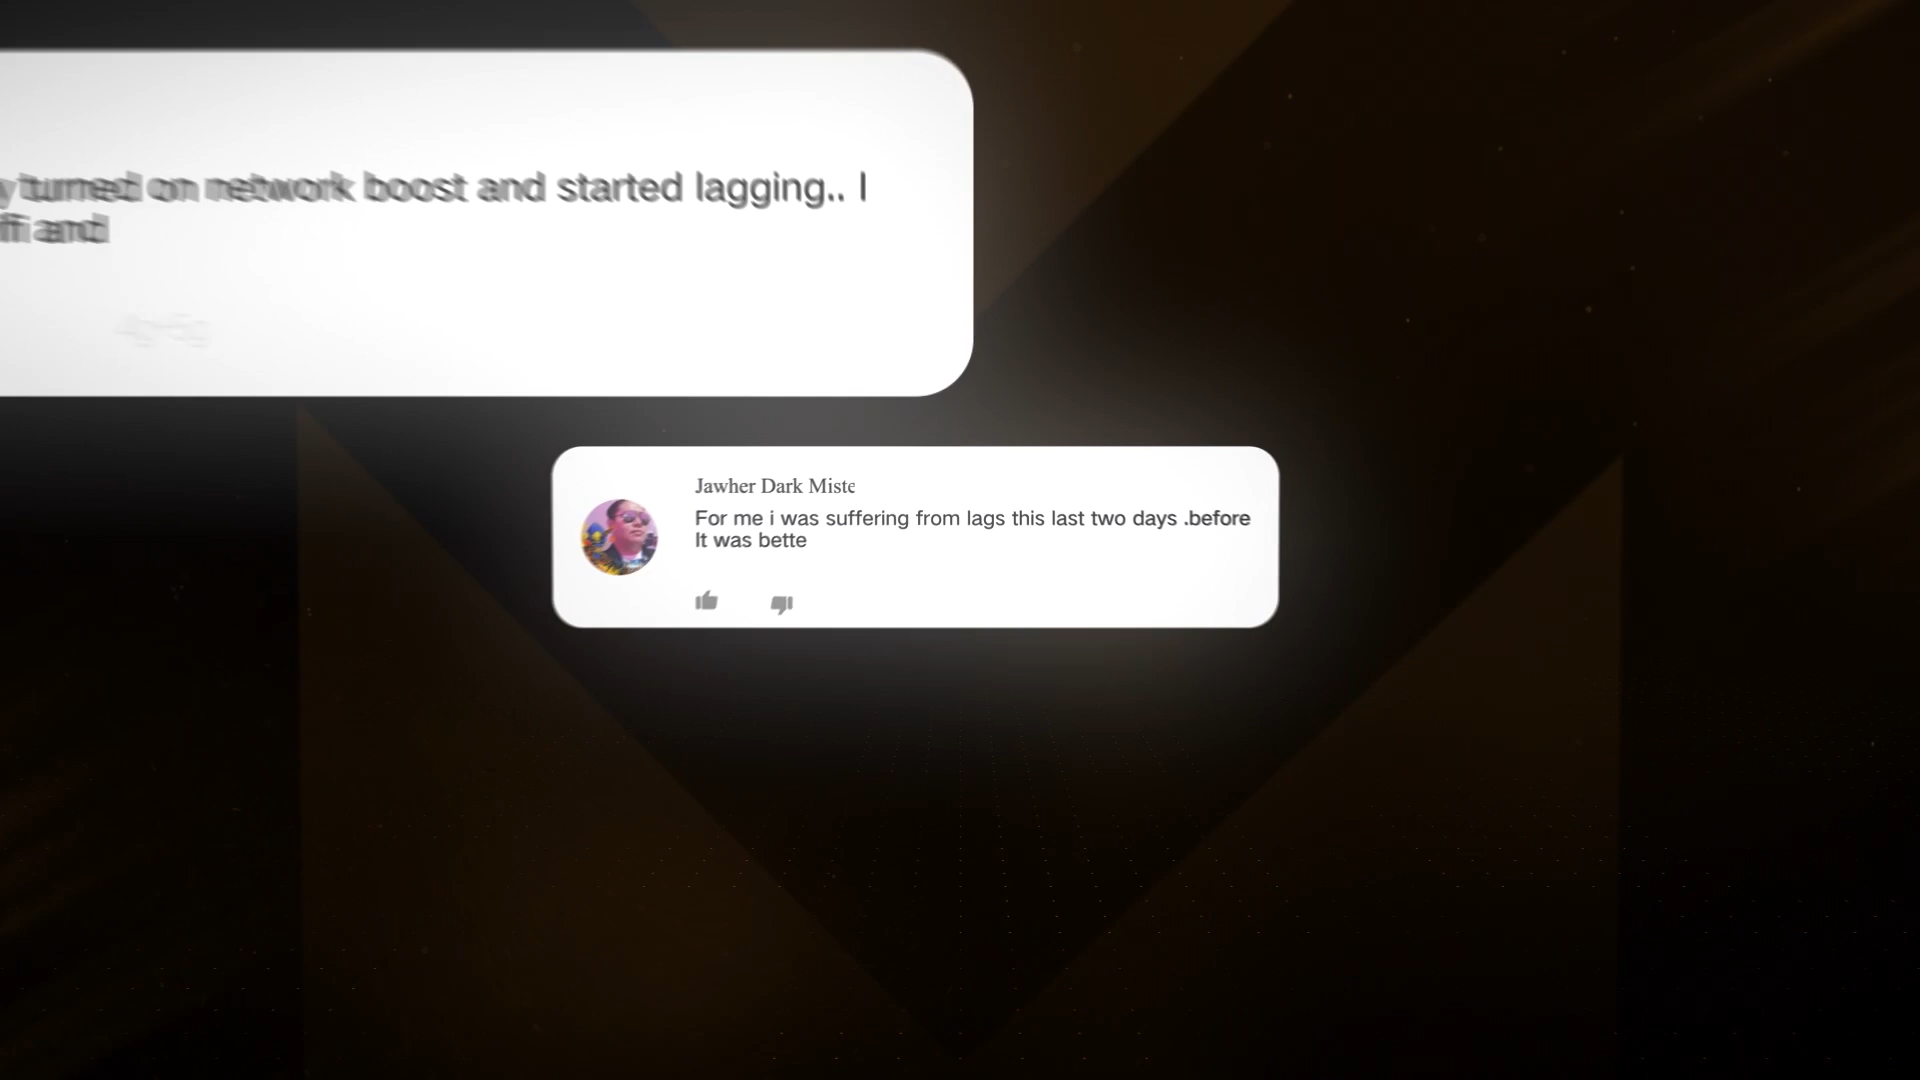 turned on network boost and started lagging.. I
and
Jawher Dark Miste
For me i was suffering from lags this last two days .before
It was bette